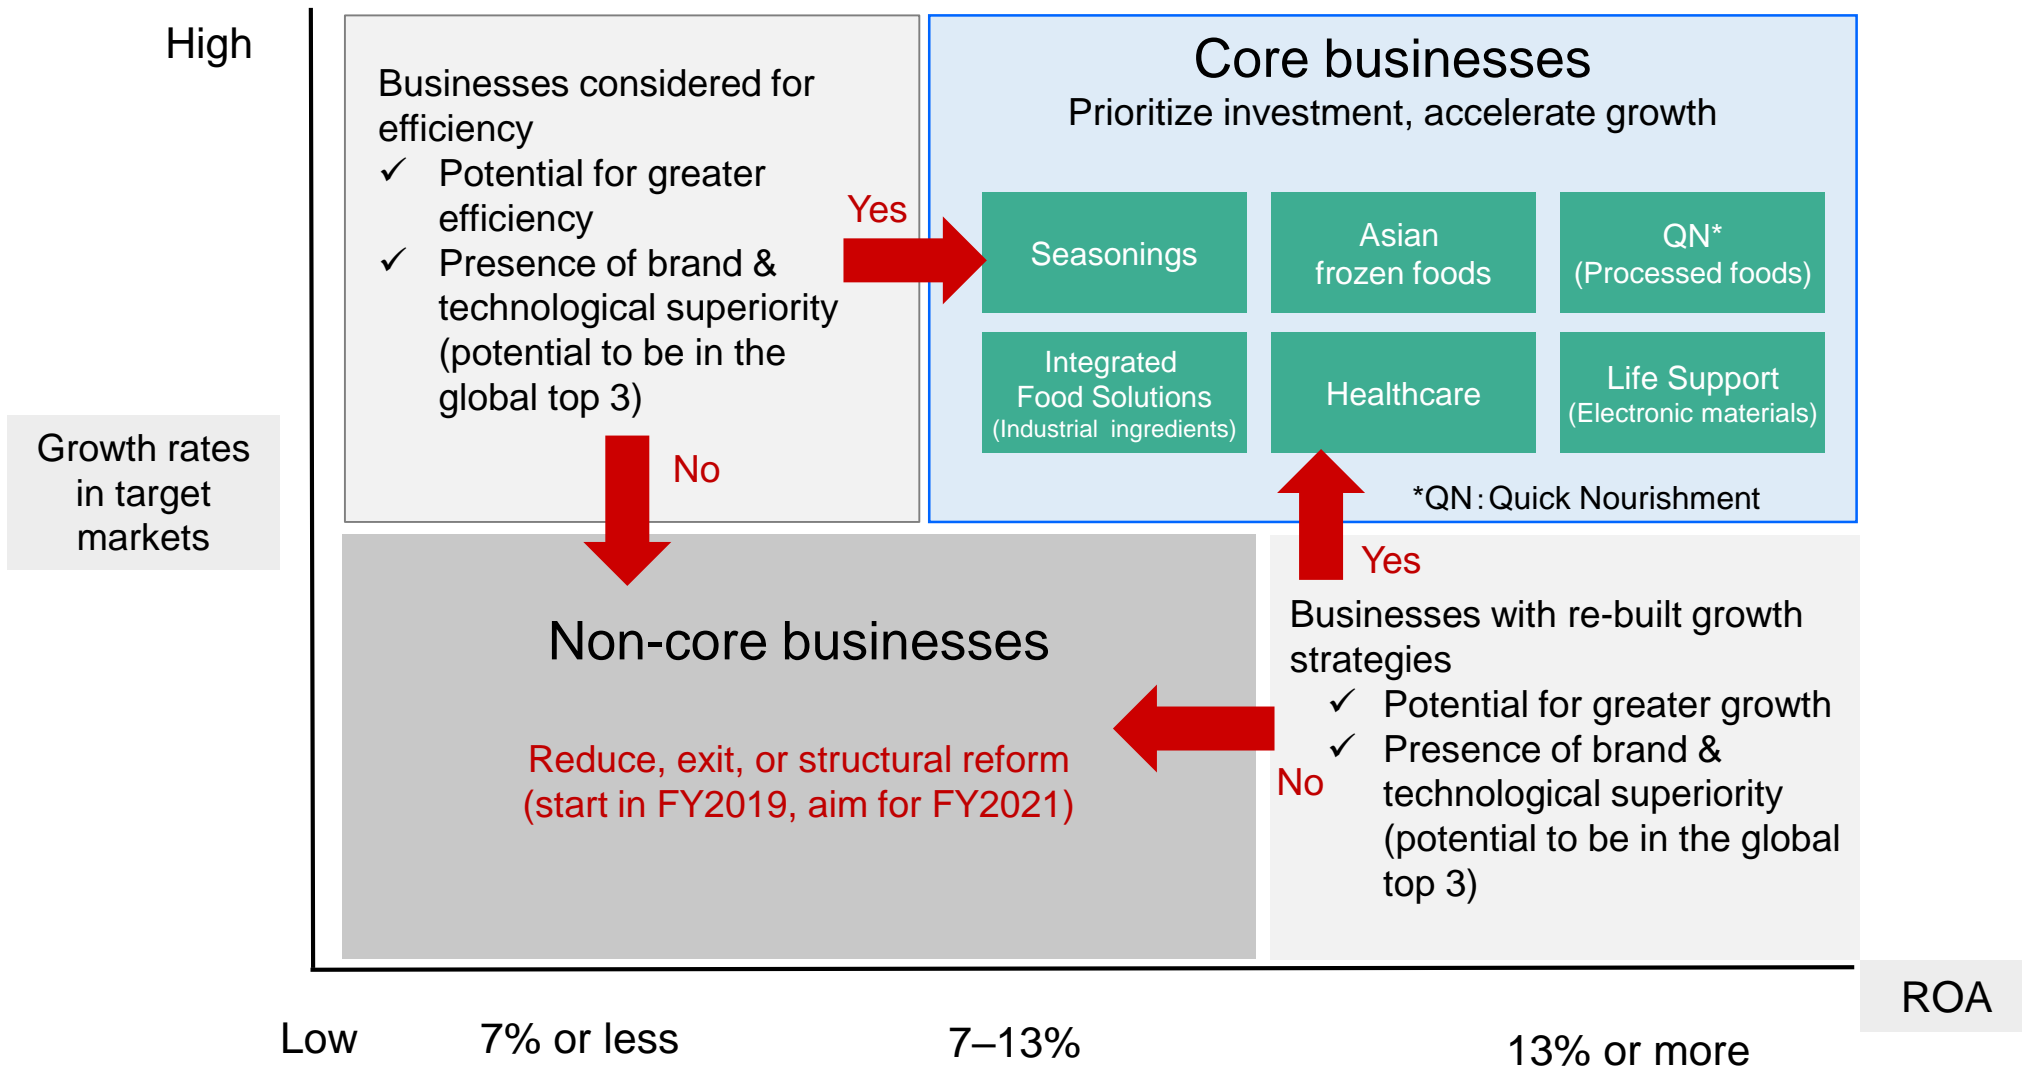 High
Businesses considered for
efficiency
✓ Potential for greater
efficiency
✓ Presence of brand &
technological superiority
(potential to be in the
global top 3)
Yes
No
Core businesses
Prioritize investment, accelerate growth
Seasonings
Asian
frozen foods
QN*
(Processed foods)
Integrated
Food Solutions
(Industrial ingredients)
Healthcare
Life Support
(Electronic materials)
*QN:Quick Nourishment
Growth rates
in target
markets
Non-core businesses
Reduce, exit, or structural reform
(start in FY2019, aim for FY2021)
Yes
Businesses with re-built growth
strategies
✓ Potential for greater growth
✓ Presence of brand &
technological superiority
(potential to be in the global
top 3)
No
ROA
Low
7% or less
7–13%
13% or more